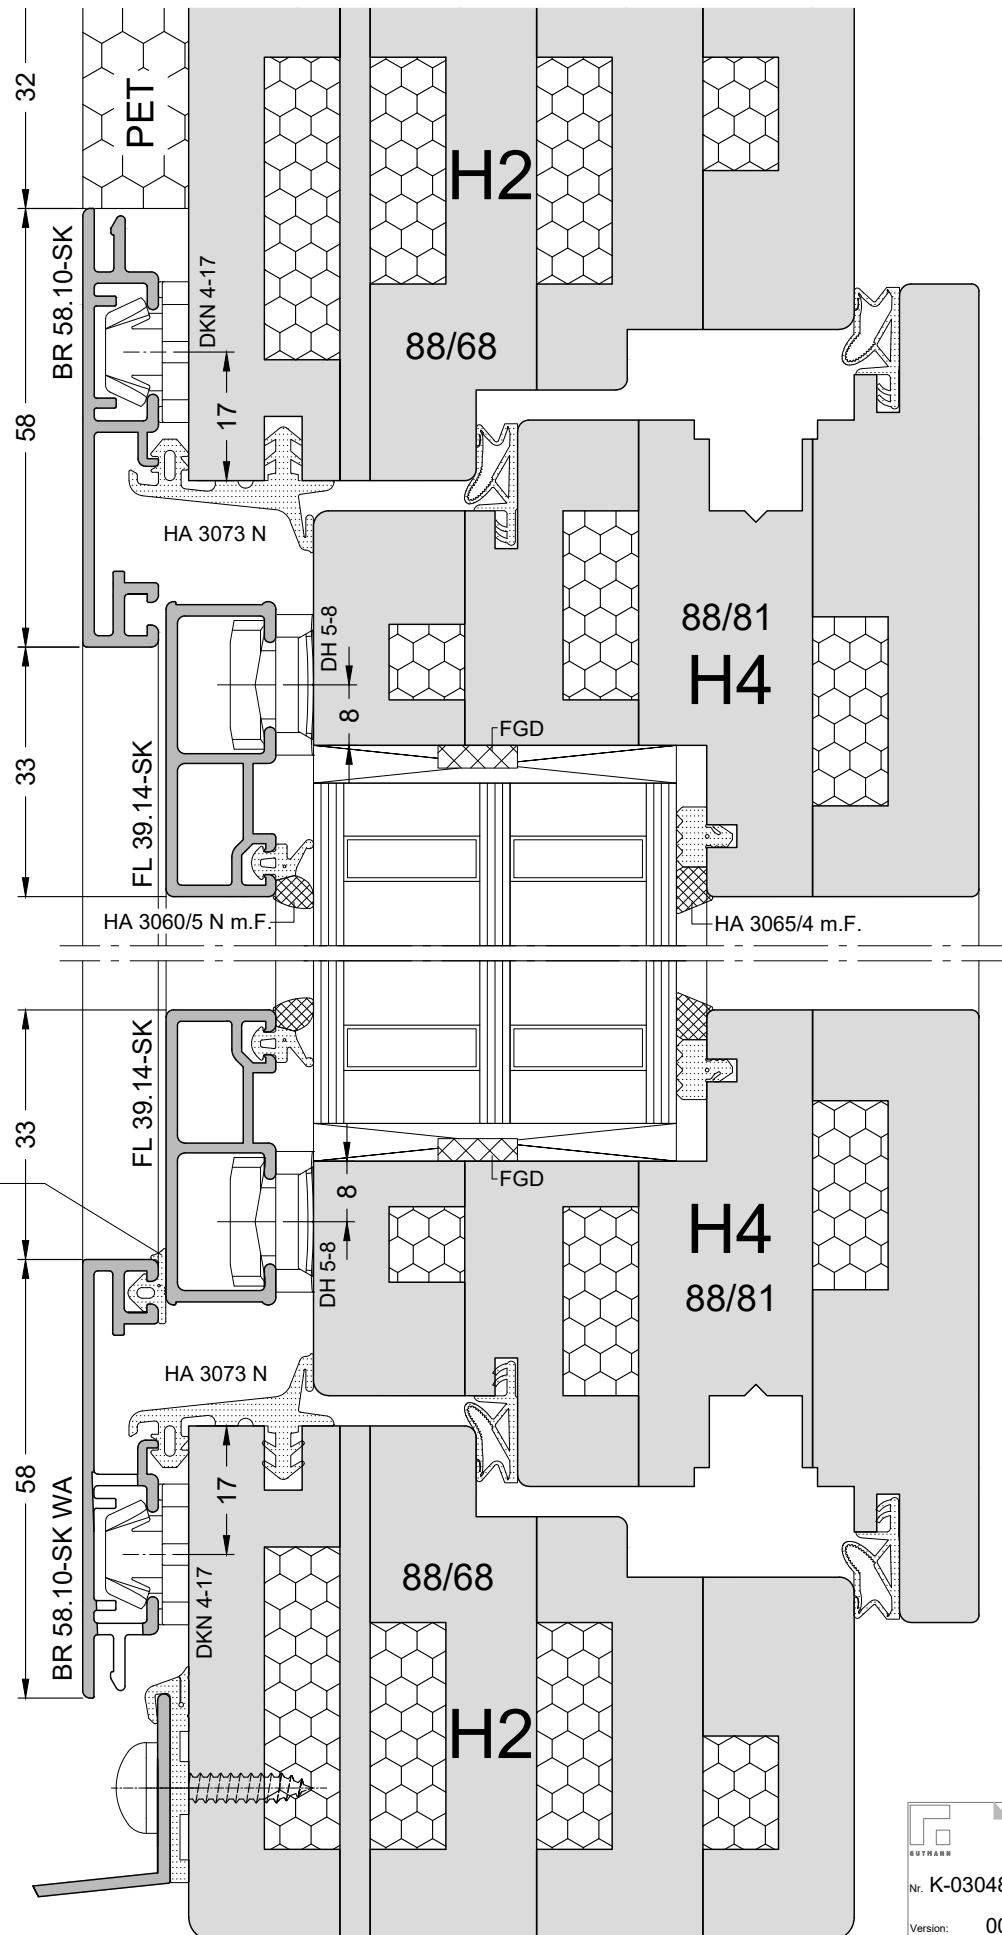 32
PET
H2
BR 58.10-SK
DKN 4-17
88/68
58
17
HA 3073 N
DH 5-8
88/81
H4
8
FGD
33
FL 39.14-SK
HA 3060/5 N m.F.
HA 3065/4 m.F.
FL 39.14-SK
33
8
FGD
H4
DH 5-8
88/81
HA 3073 N
58
17
BR 58.10-SK WA
88/68
DKN 4-17
H2
GUTMANN
Nr. K-03048
Version: 00